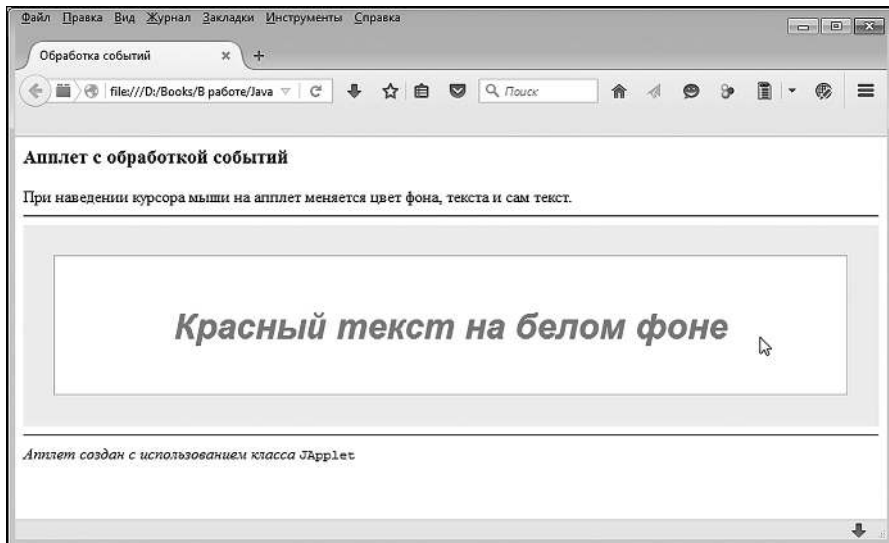 Файл Правка Вид Журнал Закладки Инструменты Справка
Обработка событий
file:///D:/Books/В работе/Java
Поиск
Апплет с обработкой событий
При наведении курсора мыши на апплет меняется цвет фона, текста и сам текст.
Красный текст на белом фоне
Апплет создан с использованием класса JApplet